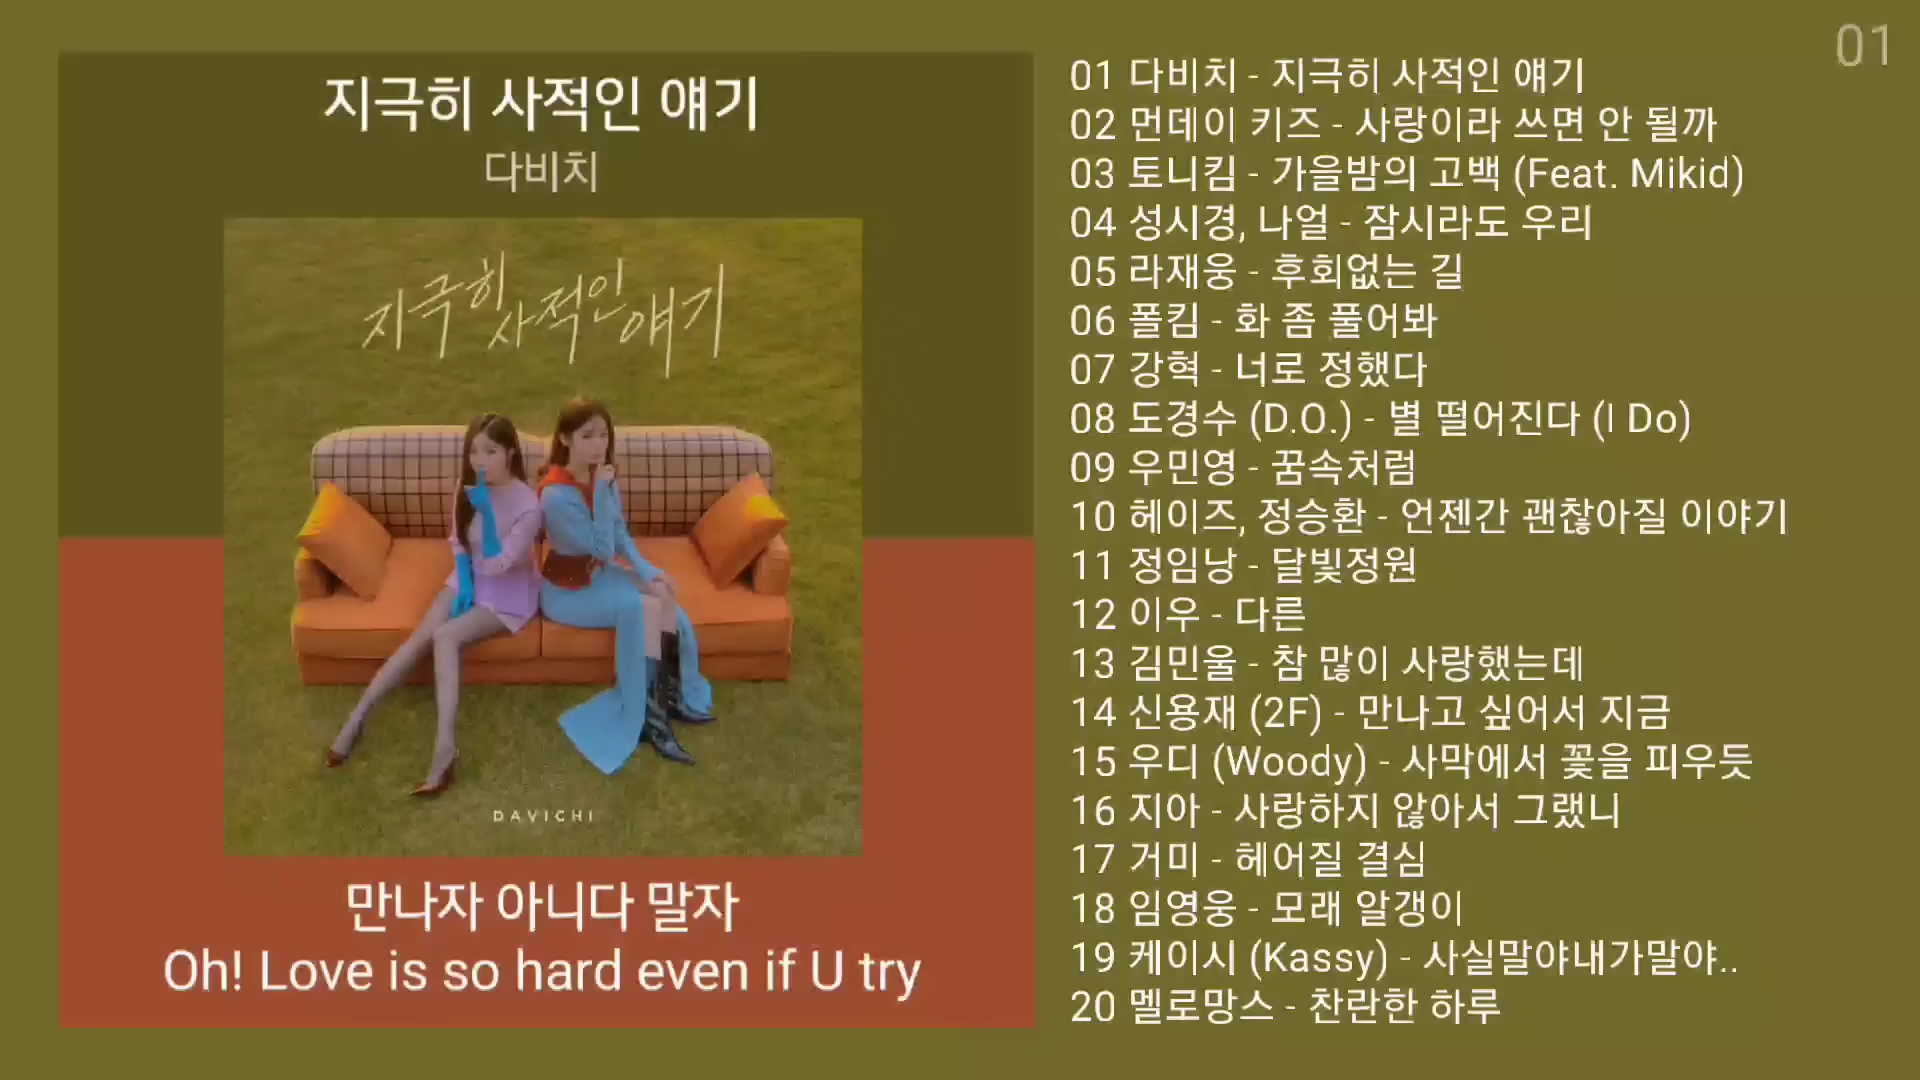 01
지극히 사적인 얘기
다비치
지극히 사적인 얘기
DAVICHI
만나자 아니다 말자
Oh! Love is so hard even if U try
01 다비치 - 지극히 사적인 얘기
02 먼데이 키즈 - 사랑이라 쓰면 안 될까
03 토니킴 - 가을밤의 고백 (Feat. Mikid)
04 성시경, 나얼 - 잠시라도 우리
05 라재웅 - 후회없는 길
06 폴킴 - 화 좀 풀어봐
07 강혁 - 너로 정했다
08 도경수 (D.O.) - 별 떨어진다 (I Do)
09 우민영 - 꿈속처럼
10 헤이즈, 정승환 - 언젠간 괜찮아질 이야기
11 정임낭 - 달빛정원
12 이우 - 다른
13 김민울 - 참 많이 사랑했는데
14 신용재 (2F) - 만나고 싶어서 지금
15 우디 (Woody) - 사막에서 꽃을 피우듯
16 지아 - 사랑하지 않아서 그랬니
17 거미 - 헤어질 결심
18 임영웅 - 모래 알갱이
19 케이시 (Kassy) - 사실말야내가말야..
20 멜로망스 - 찬란한 하루